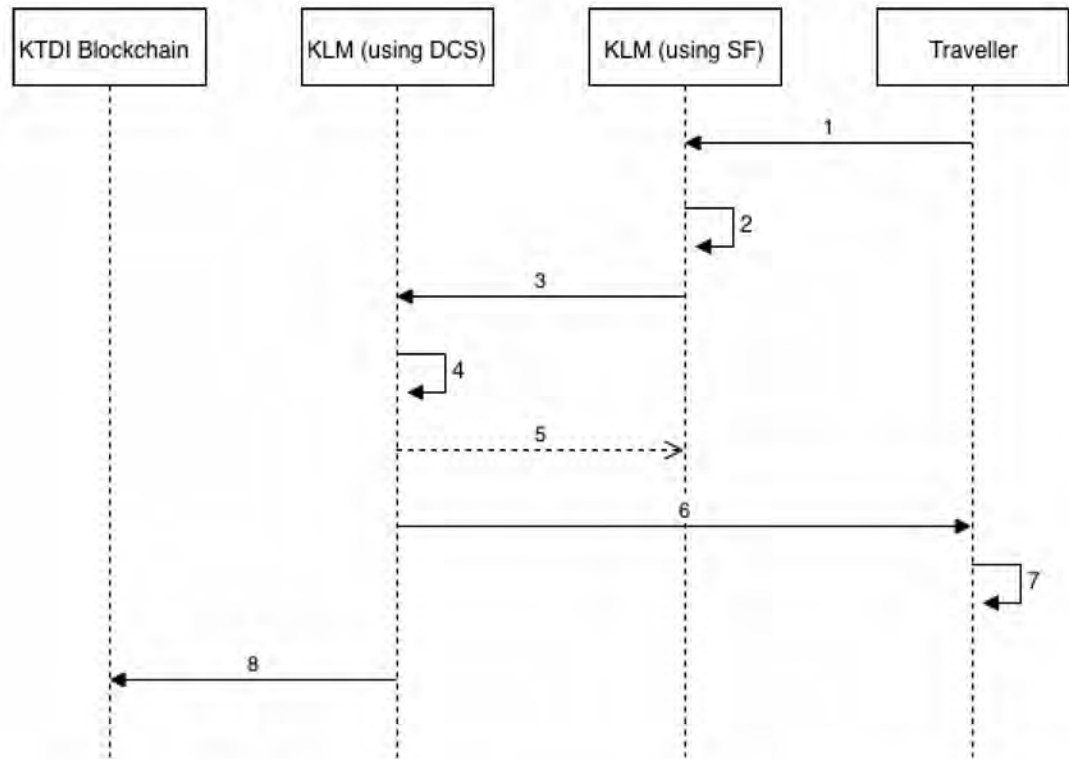 KTDI Blockchain
KLM (using DCS)
KLM (using SF)
Traveller
1
2
3
4
5
6
7
8